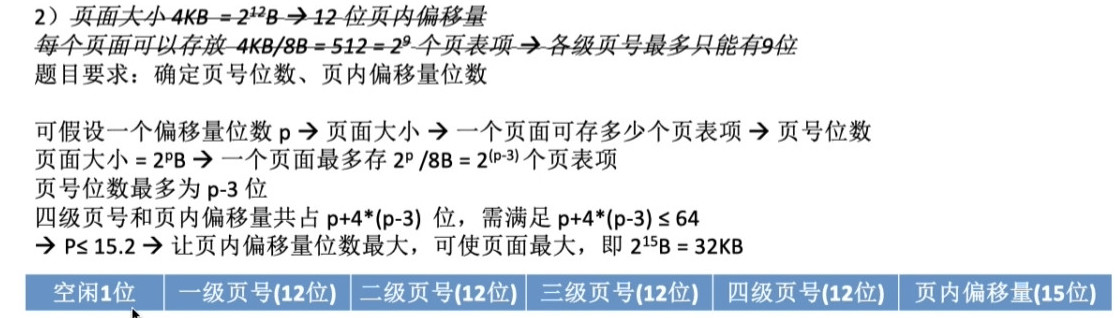 2）页面大小 4KB = 2¹²B → 12 位页内偏移量
每个页面可以存放 4KB/8B = 512 = 2⁹ 个页表项 → 各级页号最多只能有9位
题目要求：确定页号位数、页内偏移量位数
可假设一个偏移量位数 p → 页面大小 → 一个页面可存多少个页表项 → 页号位数
页面大小 = 2ᵖB → 一个页面最多存 2ᵖ /8B = 2⁽ᵖ⁻³⁾ 个页表项
页号位数最多为 p-3 位
四级页号和页内偏移量共占 p+4*(p-3) 位，需满足 p+4*(p-3) ≤ 64
→ P≤ 15.2 → 让页内偏移量位数最大，可使页面最大，即 2¹⁵B = 32KB
空闲1位 一级页号(12位) 二级页号(12位) 三级页号(12位) 四级页号(12位) 页内偏移量(15位)